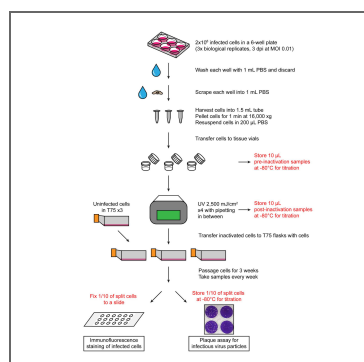 2x10⁶ infected cells in a 6-well plate
(3x biological replicates, 3 dpi at MOI 0.01)
Wash each well with 1 mL PBS and discard
Scrape each well into 1 mL PBS
Harvest cells into 1.5 mL tube
Pellet cells for 1 min at 16,000 xg
Resuspend cells in 200 µL PBS
Transfer cells to tissue vials
Store 10 µL
pre-inactivation samples
at -80°C for titration
Uninfected
cells
in T75 x3
UV 2,500 mJ/cm²
x4 with pipetting
in between
Store 10 µL
post-inactivation samples
at -80°C for titration
Transfer inactivated cells to T75 flasks with cells
Passage cells for 3 weeks
Take samples every week
Fix 1/10 of split cells
to a slide
Store 1/10 of split cells
at -80°C for titration
Immunofluorescence
staining of infected cells
Plaque assay for
infectious virus particles